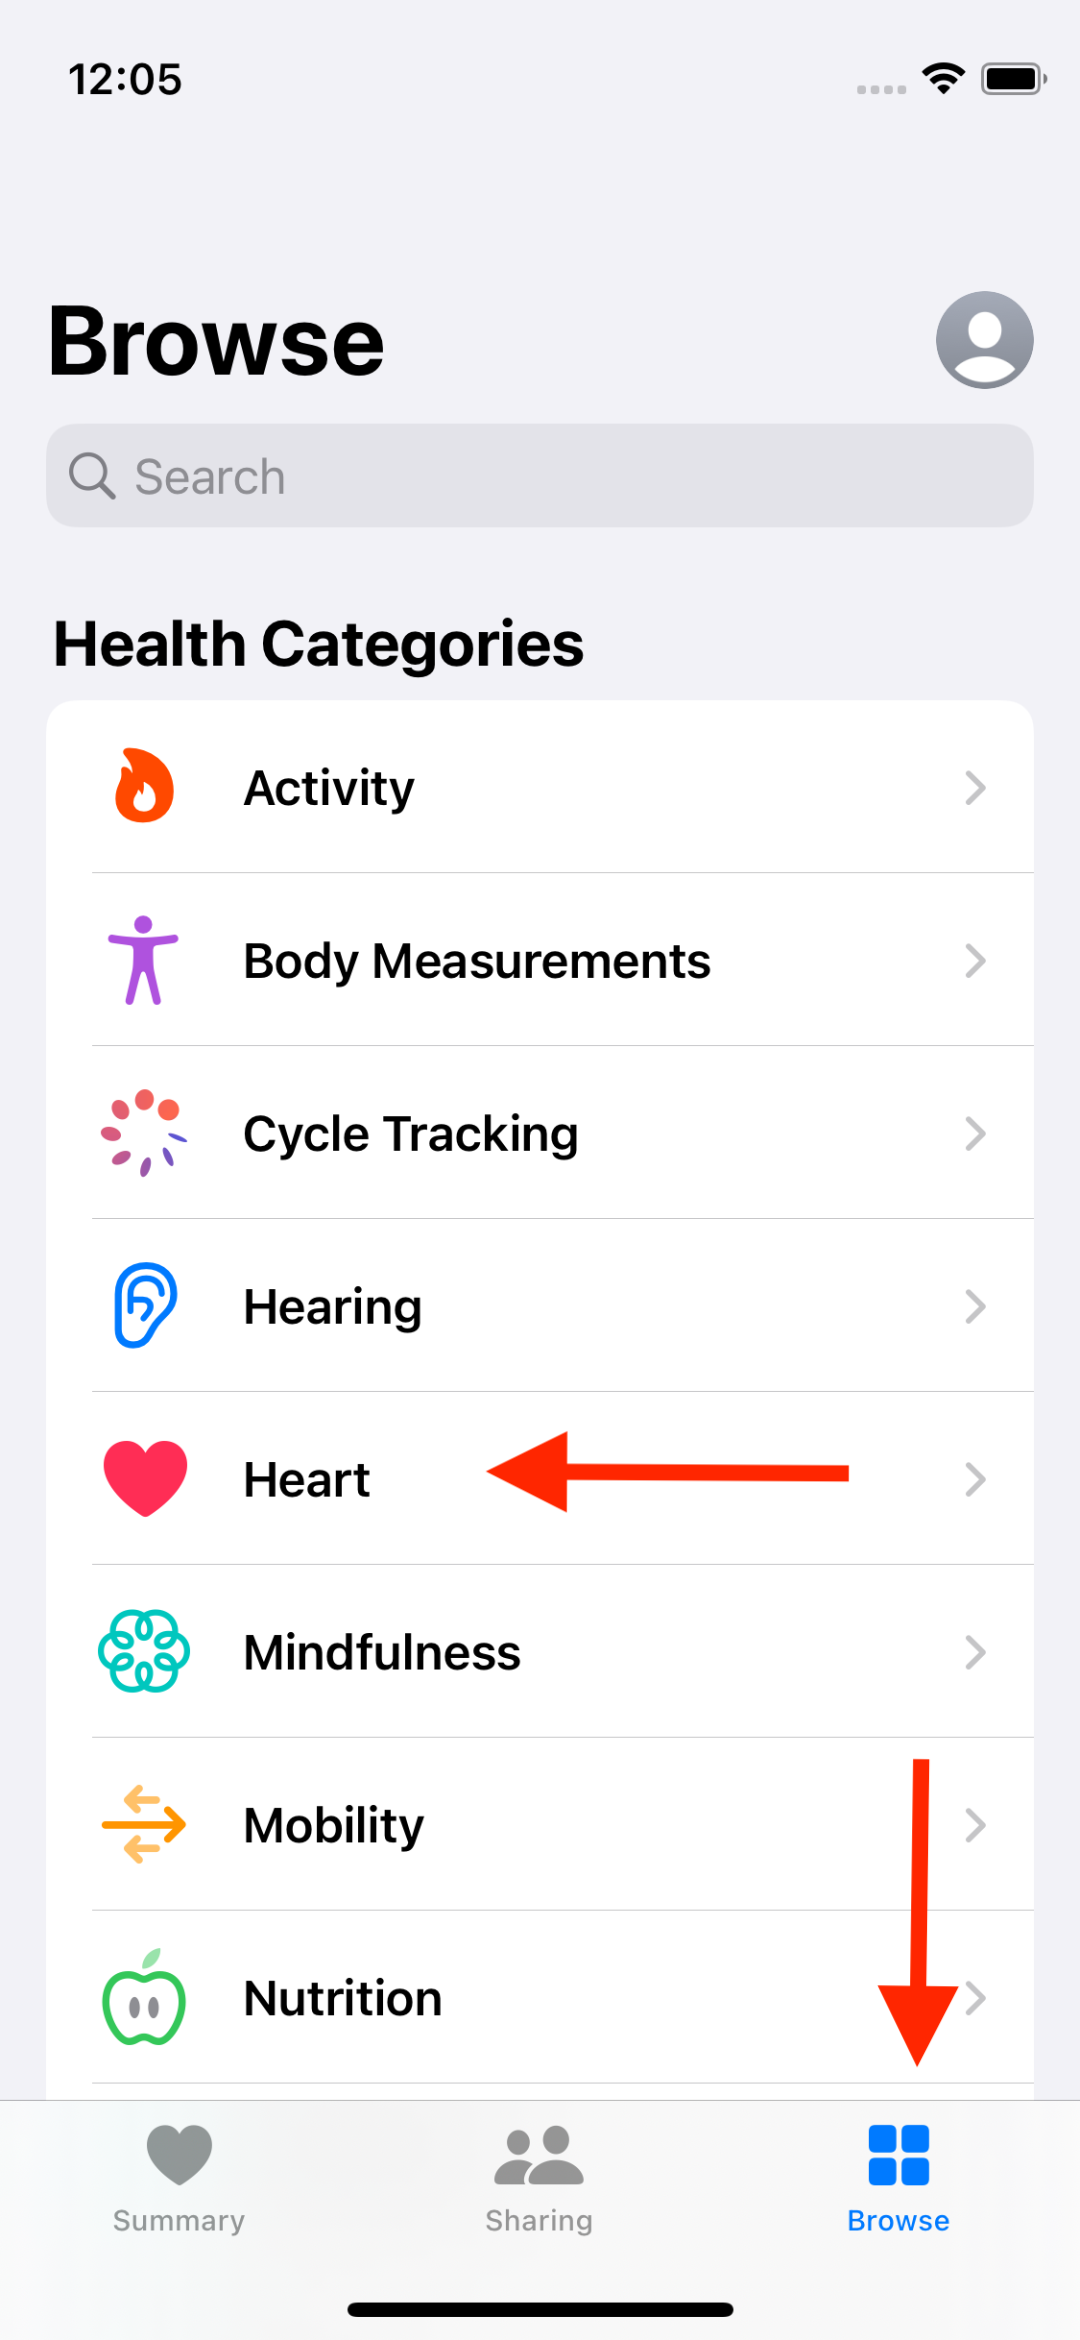 12:05
Browse
Search
Health Categories
Activity
Body Measurements
Cycle Tracking
Hearing
Heart
Mindfulness
Mobility
Nutrition
Summary
Sharing
Browse